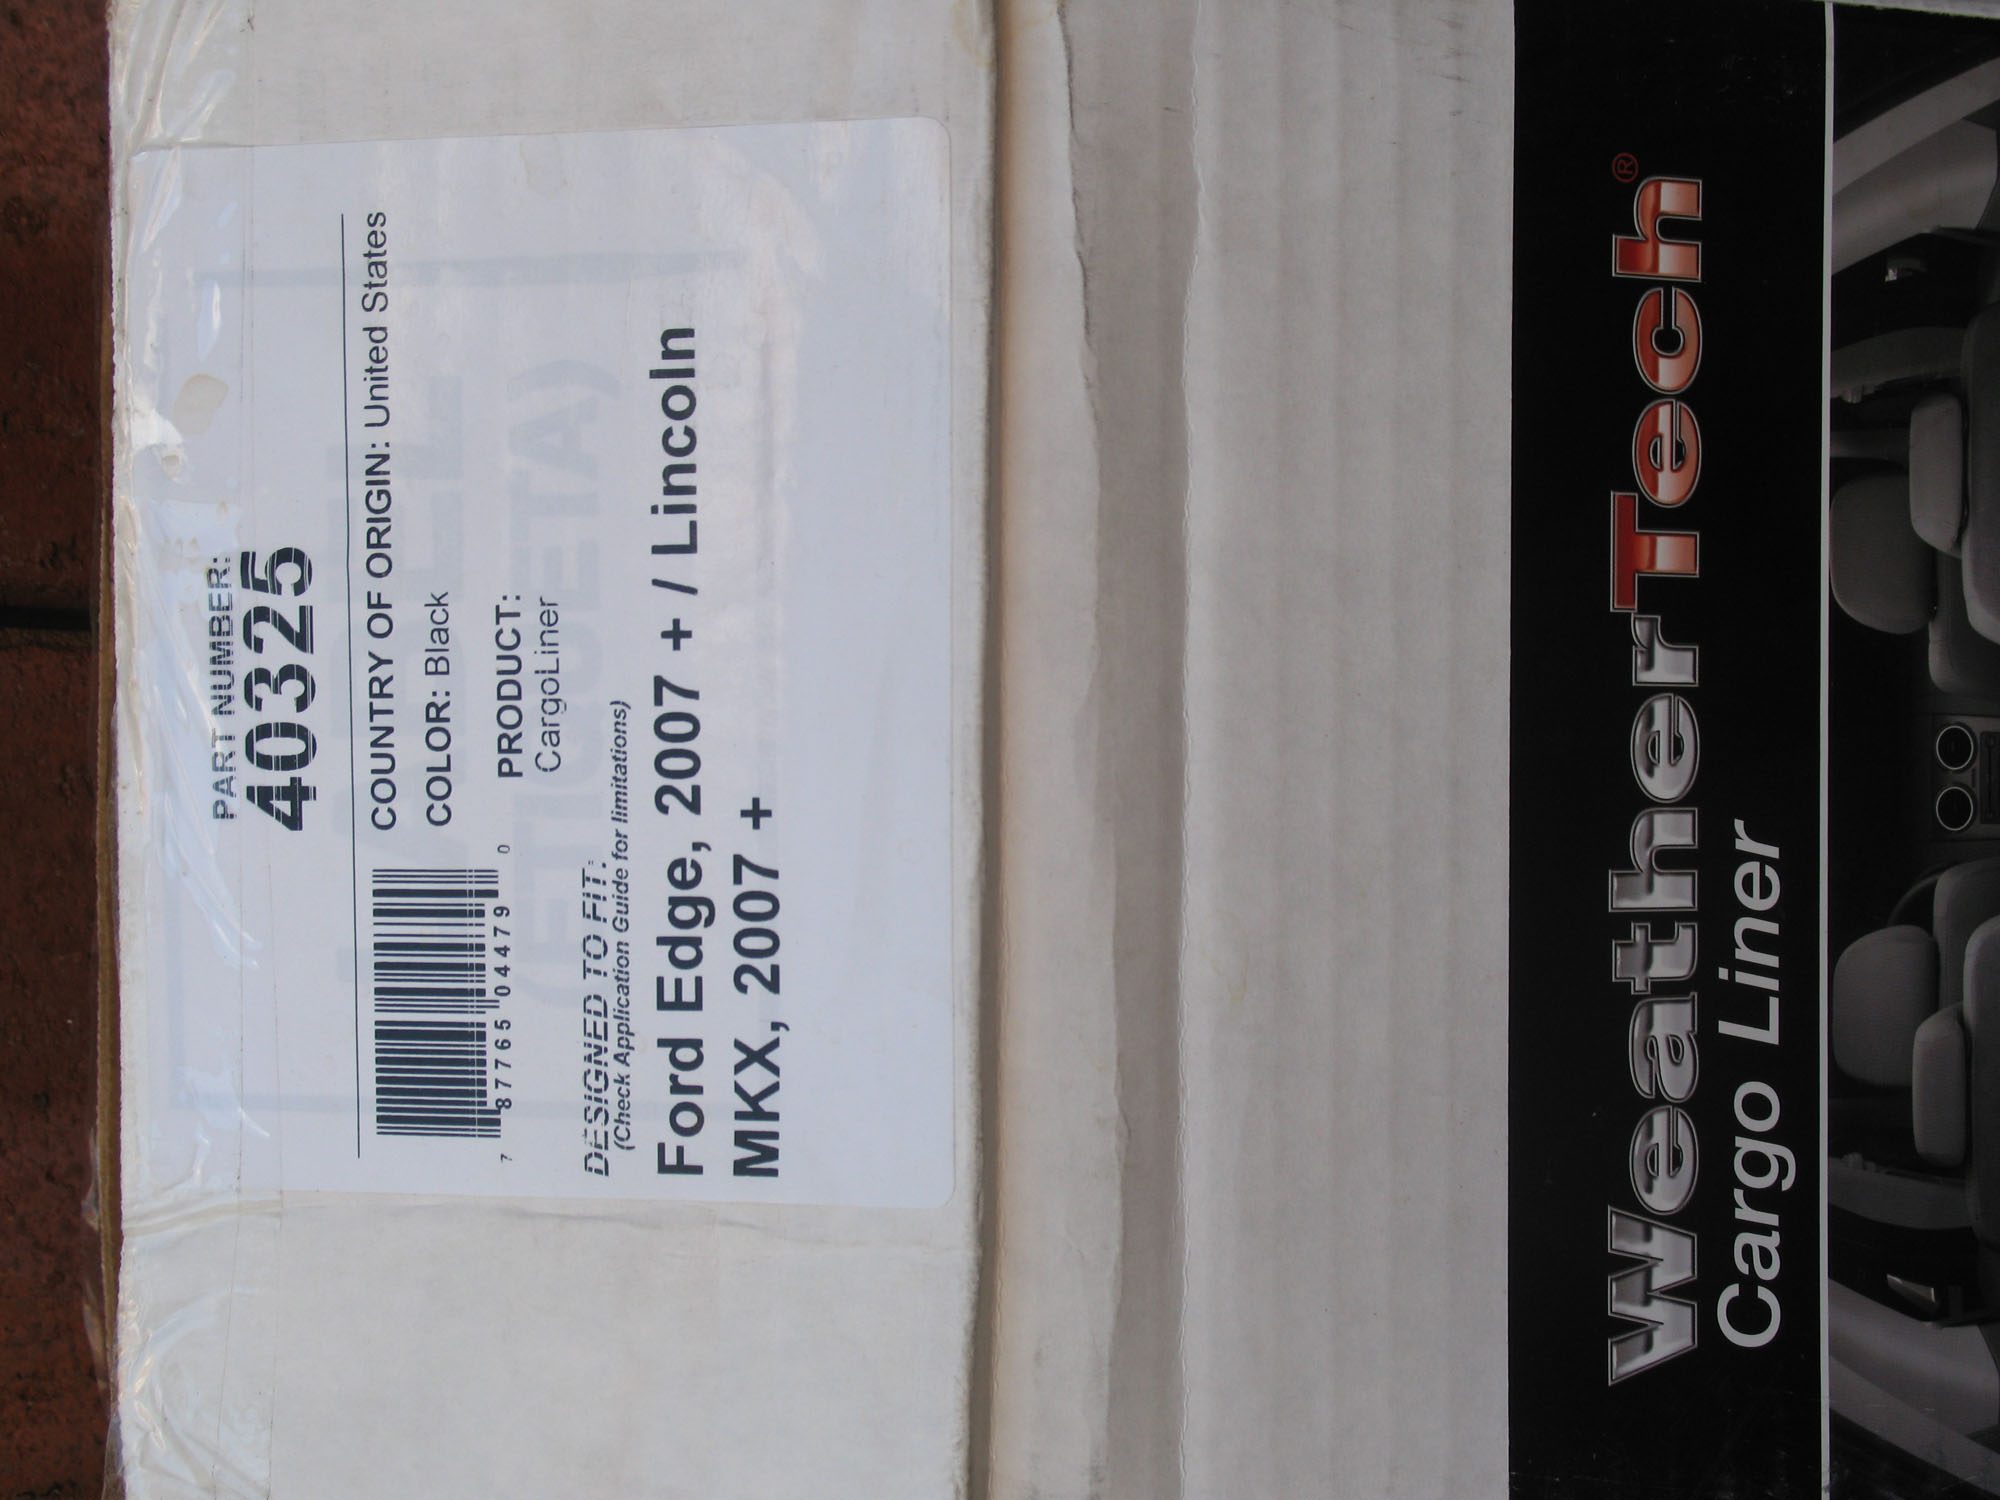 PART NUMBER:
40325
COUNTRY OF ORIGIN: United States
COLOR: Black
PRODUCT:
CargoLiner
7 87765 04479 0
DESIGNED TO FIT:
(Check Application Guide for limitations)
Ford Edge, 2007 + / Lincoln
MKX, 2007 +
WeatherTech®
Cargo Liner